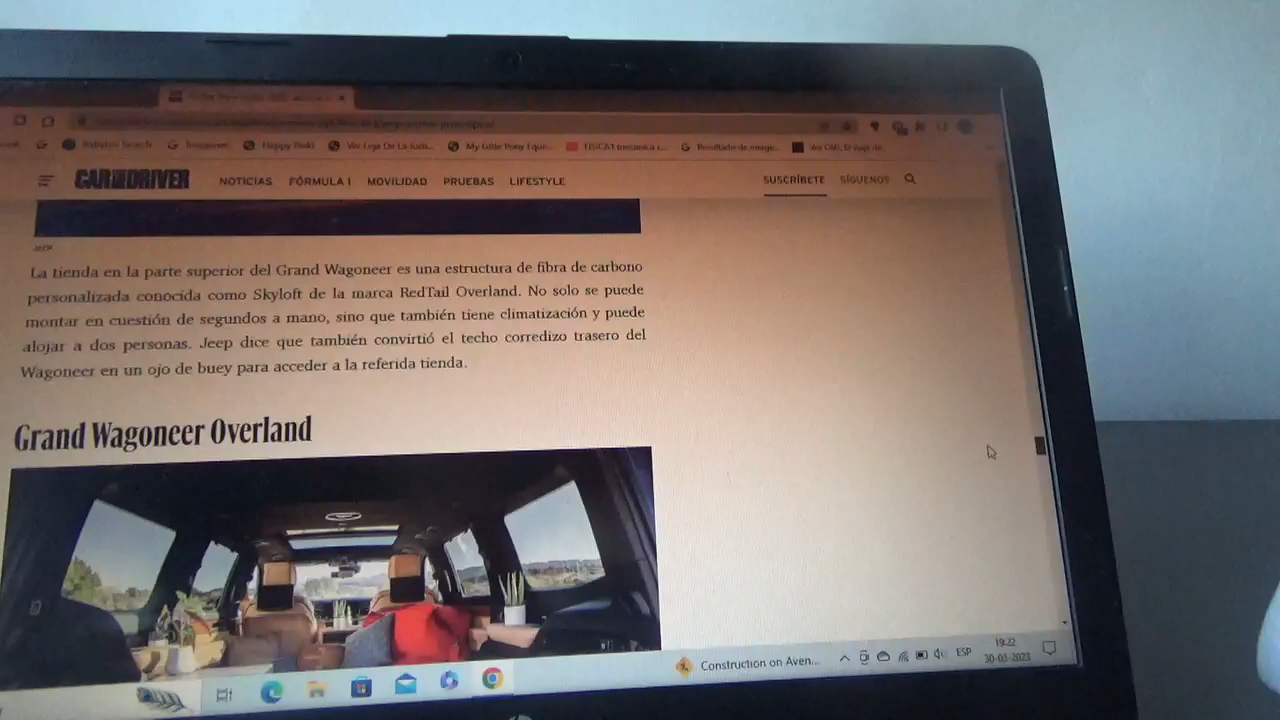 CAR AND DRIVER
NOTICIAS FÓRMULA 1 MOVILIDAD PRUEBAS LIFESTYLE SUSCRÍBETE SÍGUENOS
JEEP
La tienda en la parte superior del Grand Wagoneer es una estructura de fibra de carbono
personalizada conocida como Skyloft de la marca RedTail Overland. No solo se puede
montar en cuestión de segundos a mano, sino que también tiene climatización y puede
alojar a dos personas. Jeep dice que también convirtió el techo corredizo trasero del
Wagoneer en un ojo de buey para acceder a la referida tienda.
Grand Wagoneer Overland
Construction on Aven... ESP 19:22
30-03-2023